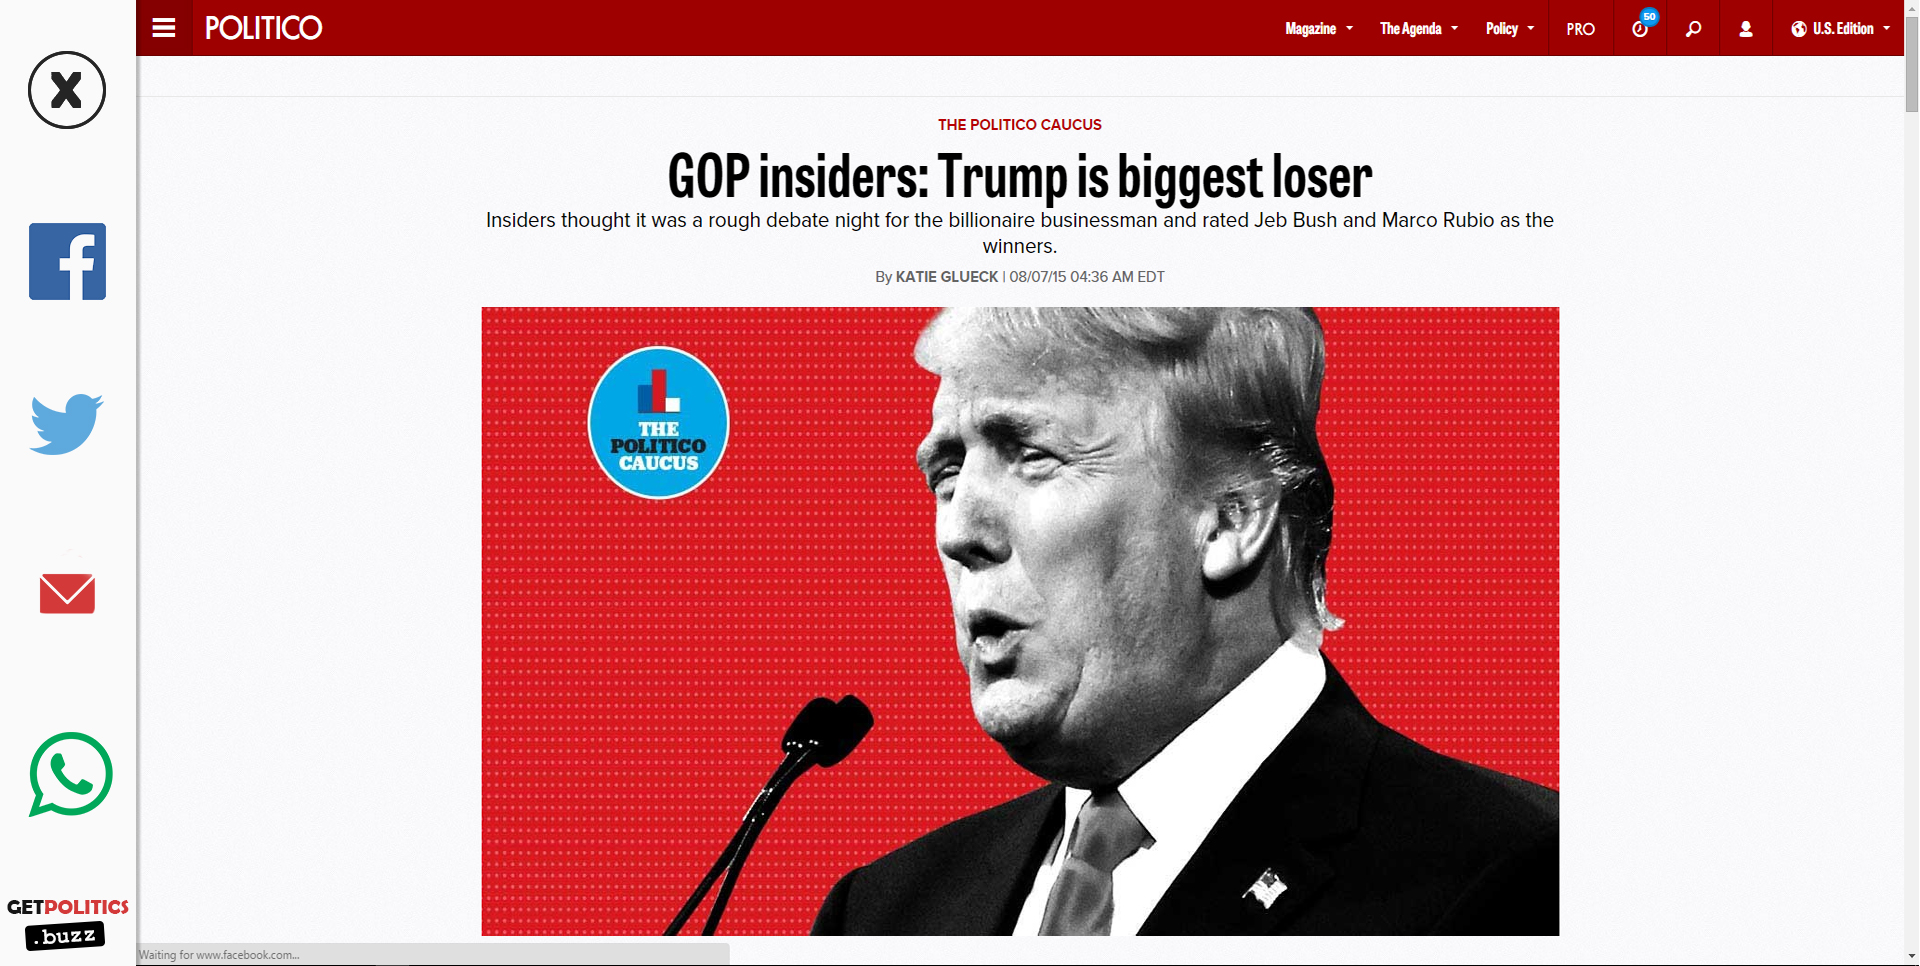 POLITICO
Magazine
The Agenda
Policy
PRO
50
U.S. Edition
X
THE POLITICO CAUCUS
GOP insiders: Trump is biggest loser
Insiders thought it was a rough debate night for the billionaire businessman and rated Jeb Bush and Marco Rubio as the
winners.
By KATIE GLUECK | 08/07/15 04:36 AM EDT
THE
POLITICO
CAUCUS
GETPOLITICS
.buzz
Waiting for www.facebook.com...